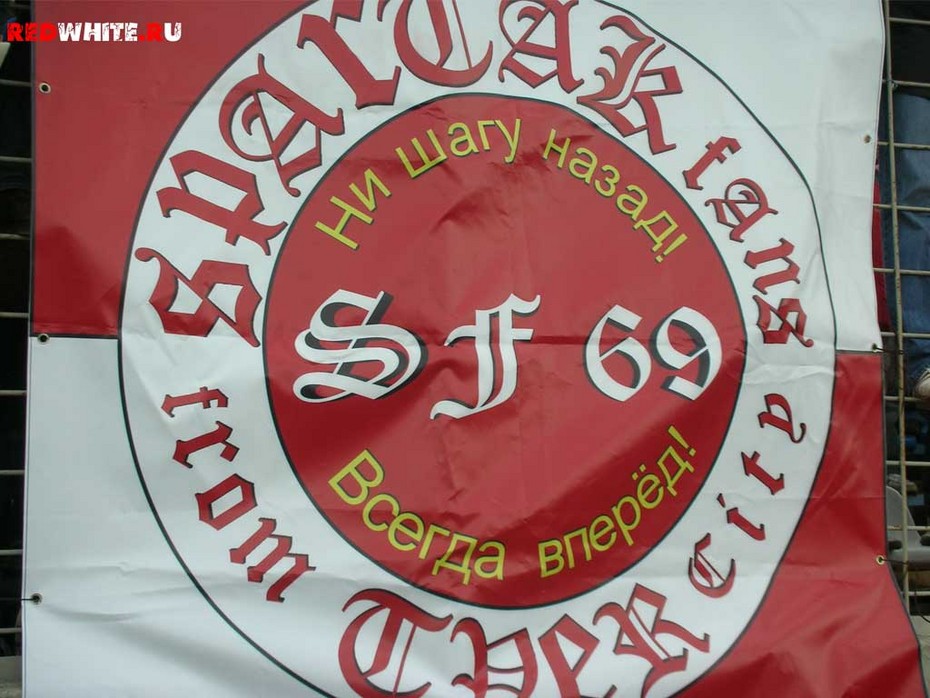 REDWHITE.RU
SPARTAK fans
Ни шагу назад!
SF 69
Всегда вперёд!
from TVER city